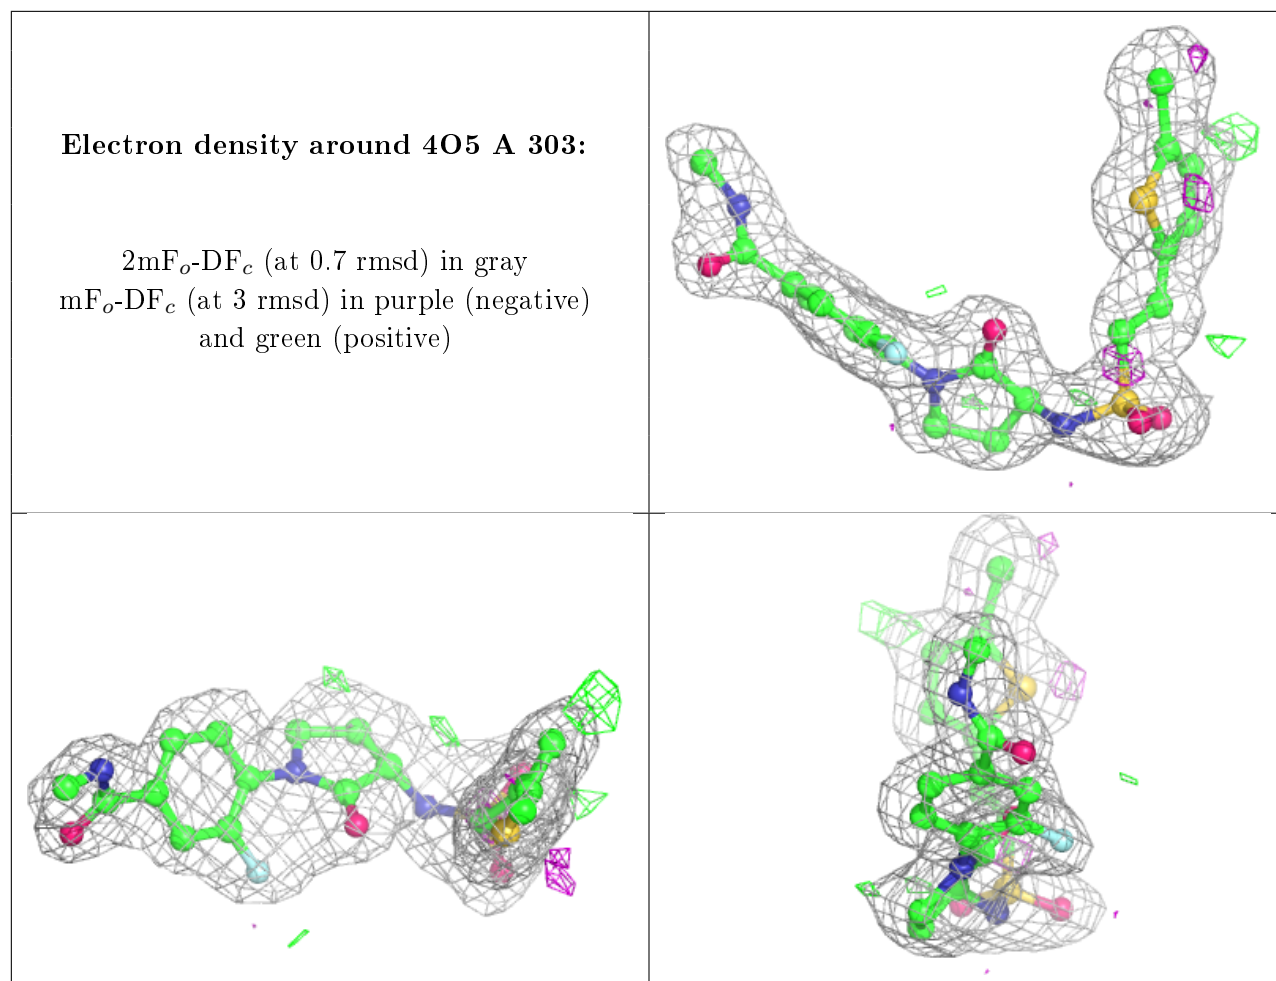 Electron density around 4O5 A 303:
2mFo-DFc (at 0.7 rmsd) in gray
mFo-DFc (at 3 rmsd) in purple (negative)
and green (positive)